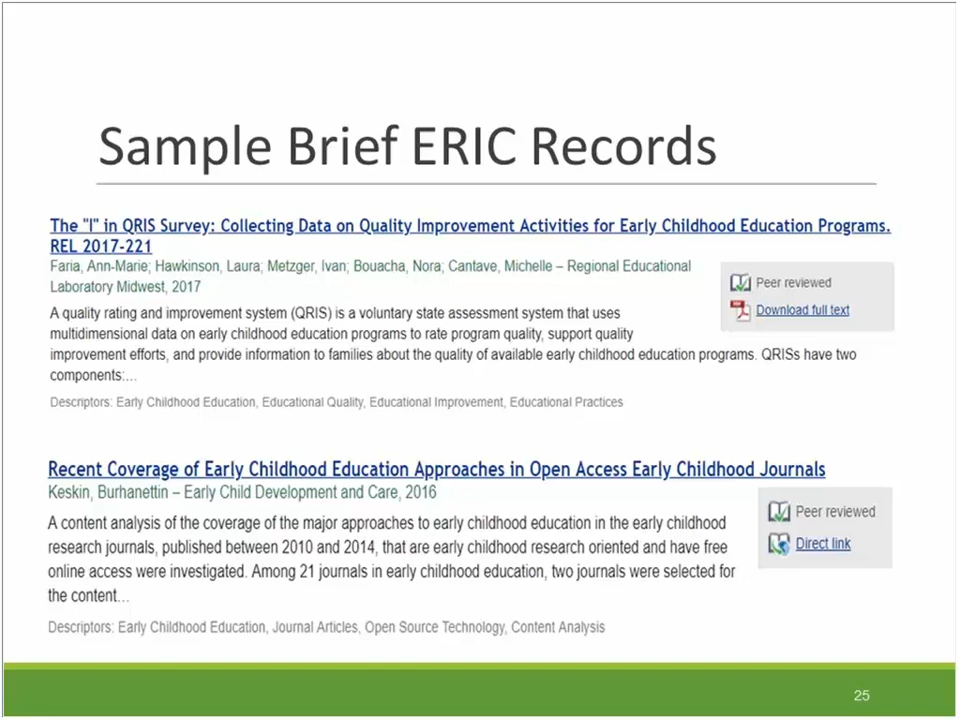 Sample Brief ERIC Records
The "I" in QRIS Survey: Collecting Data on Quality Improvement Activities for Early Childhood Education Programs.
REL 2017-221
Faria, Ann-Marie; Hawkinson, Laura; Metzger, Ivan; Bouacha, Nora; Cantave, Michelle – Regional Educational
Laboratory Midwest, 2017
Peer reviewed
Download full text
A quality rating and improvement system (QRIS) is a voluntary state assessment system that uses
multidimensional data on early childhood education programs to rate program quality, support quality
improvement efforts, and provide information to families about the quality of available early childhood education programs. QRISs have two
components:...
Descriptors: Early Childhood Education, Educational Quality, Educational Improvement, Educational Practices
Recent Coverage of Early Childhood Education Approaches in Open Access Early Childhood Journals
Keskin, Burhanettin – Early Child Development and Care, 2016
Peer reviewed
Direct link
A content analysis of the coverage of the major approaches to early childhood education in the early childhood
research journals, published between 2010 and 2014, that are early childhood research oriented and have free
online access were investigated. Among 21 journals in early childhood education, two journals were selected for
the content...
Descriptors: Early Childhood Education, Journal Articles, Open Source Technology, Content Analysis
25